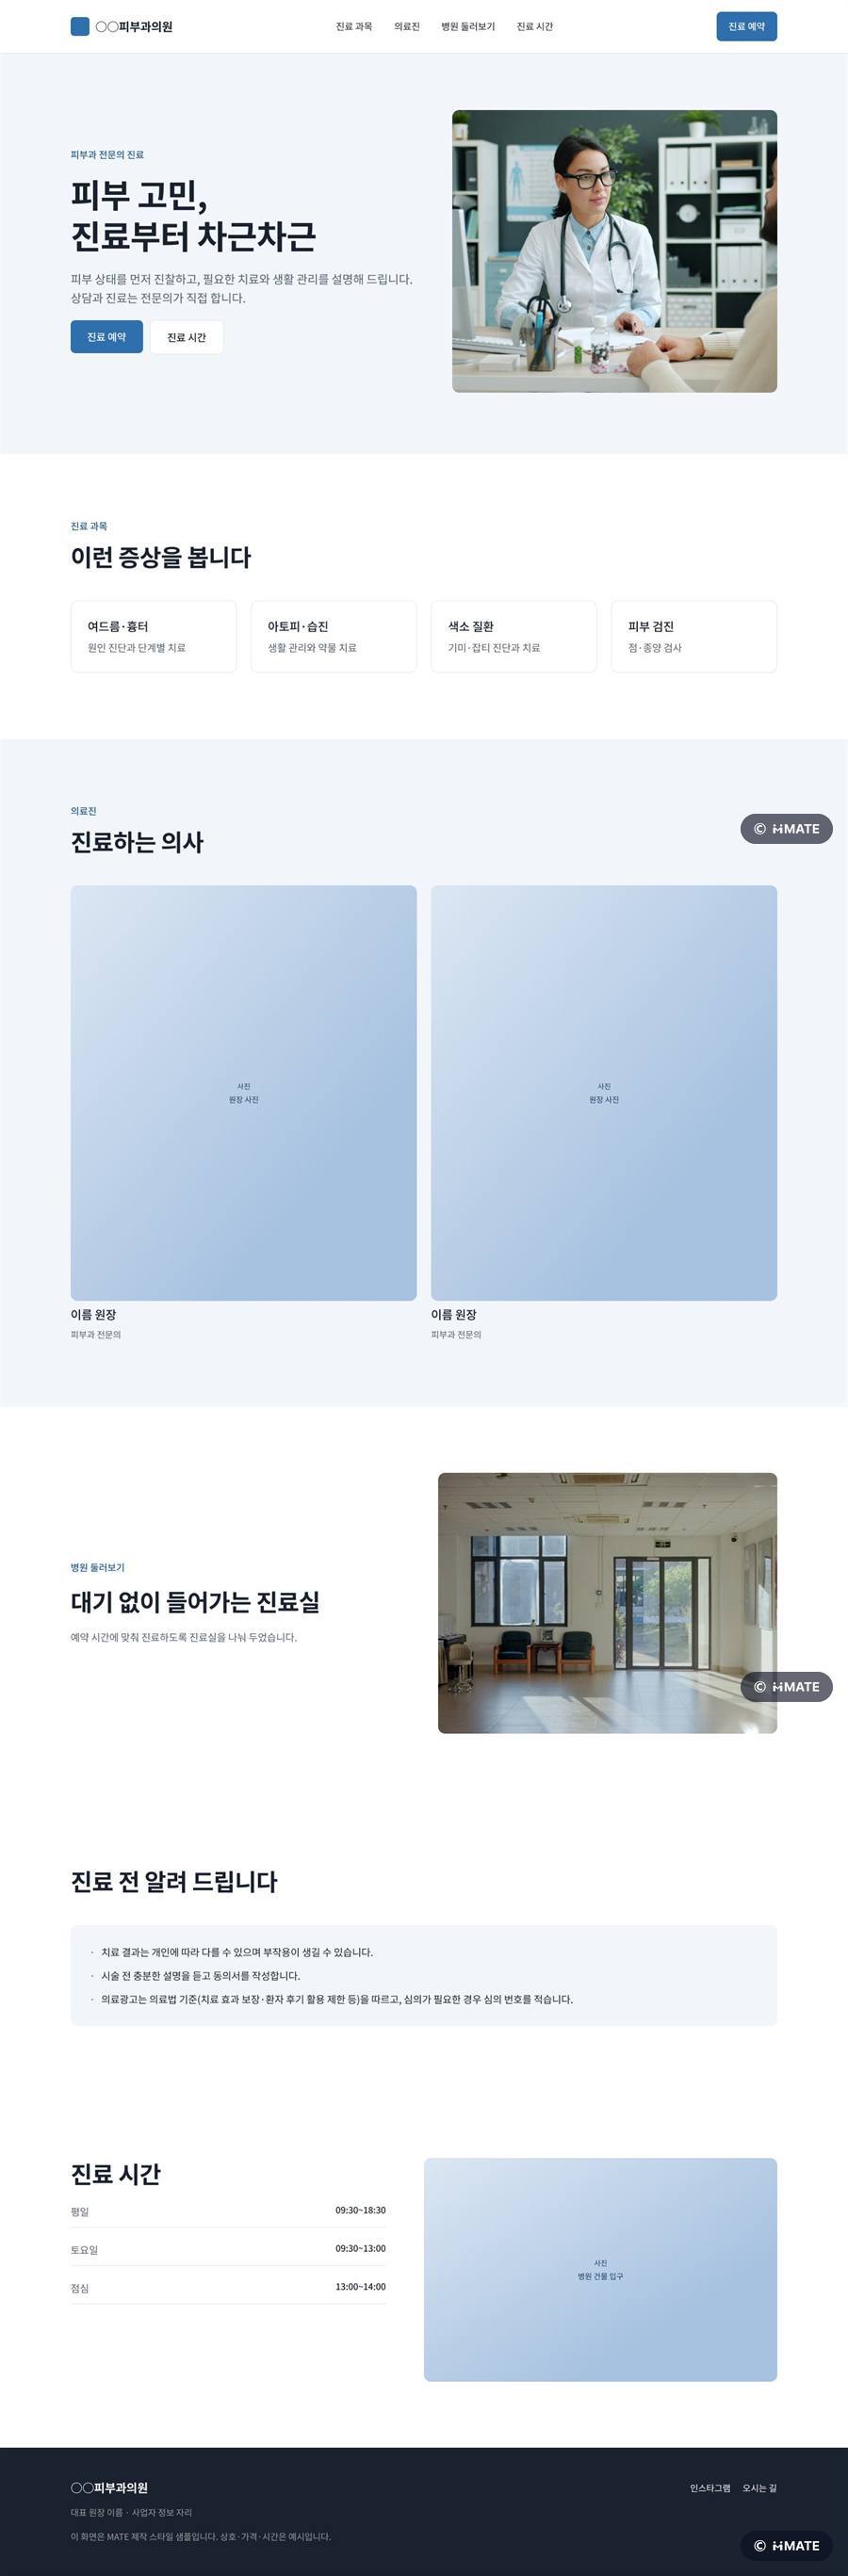 ○○피부과의원
진료 과목
의료진
병원 둘러보기
진료 시간
진료 예약
피부과 전문의 진료
피부 고민,
진료부터 차근차근
피부 상태를 먼저 진찰하고, 필요한 치료와 생활 관리를 설명해 드립니다.
상담과 진료는 전문의가 직접 합니다.
진료 예약
진료 시간
진료 과목
이런 증상을 봅니다
여드름·흉터
원인 진단과 단계별 치료
아토피·습진
생활 관리와 약물 치료
색소 질환
기미·잡티 진단과 치료
피부 검진
점·종양 검사
의료진
진료하는 의사
© MATE
사진
원장 사진
사진
원장 사진
이름 원장
피부과 전문의
이름 원장
피부과 전문의
병원 둘러보기
대기 없이 들어가는 진료실
예약 시간에 맞춰 진료하도록 진료실을 나눠 두었습니다.
© MATE
진료 전 알려 드립니다
· 치료 결과는 개인에 따라 다를 수 있으며 부작용이 생길 수 있습니다.
· 시술 전 충분한 설명을 듣고 동의서를 작성합니다.
· 의료광고는 의료법 기준(치료 효과 보장·환자 후기 활용 제한 등)을 따르고, 심의가 필요한 경우 심의 번호를 적습니다.
진료 시간
평일 09:30~18:30
토요일 09:30~13:00
점심 13:00~14:00
사진
병원 건물 입구
○○피부과의원
인스타그램
오시는 길
대표 원장 이름 · 사업자 정보 자리
이 화면은 MATE 제작 스타일 샘플입니다. 상호·가격·시간은 예시입니다.
© MATE